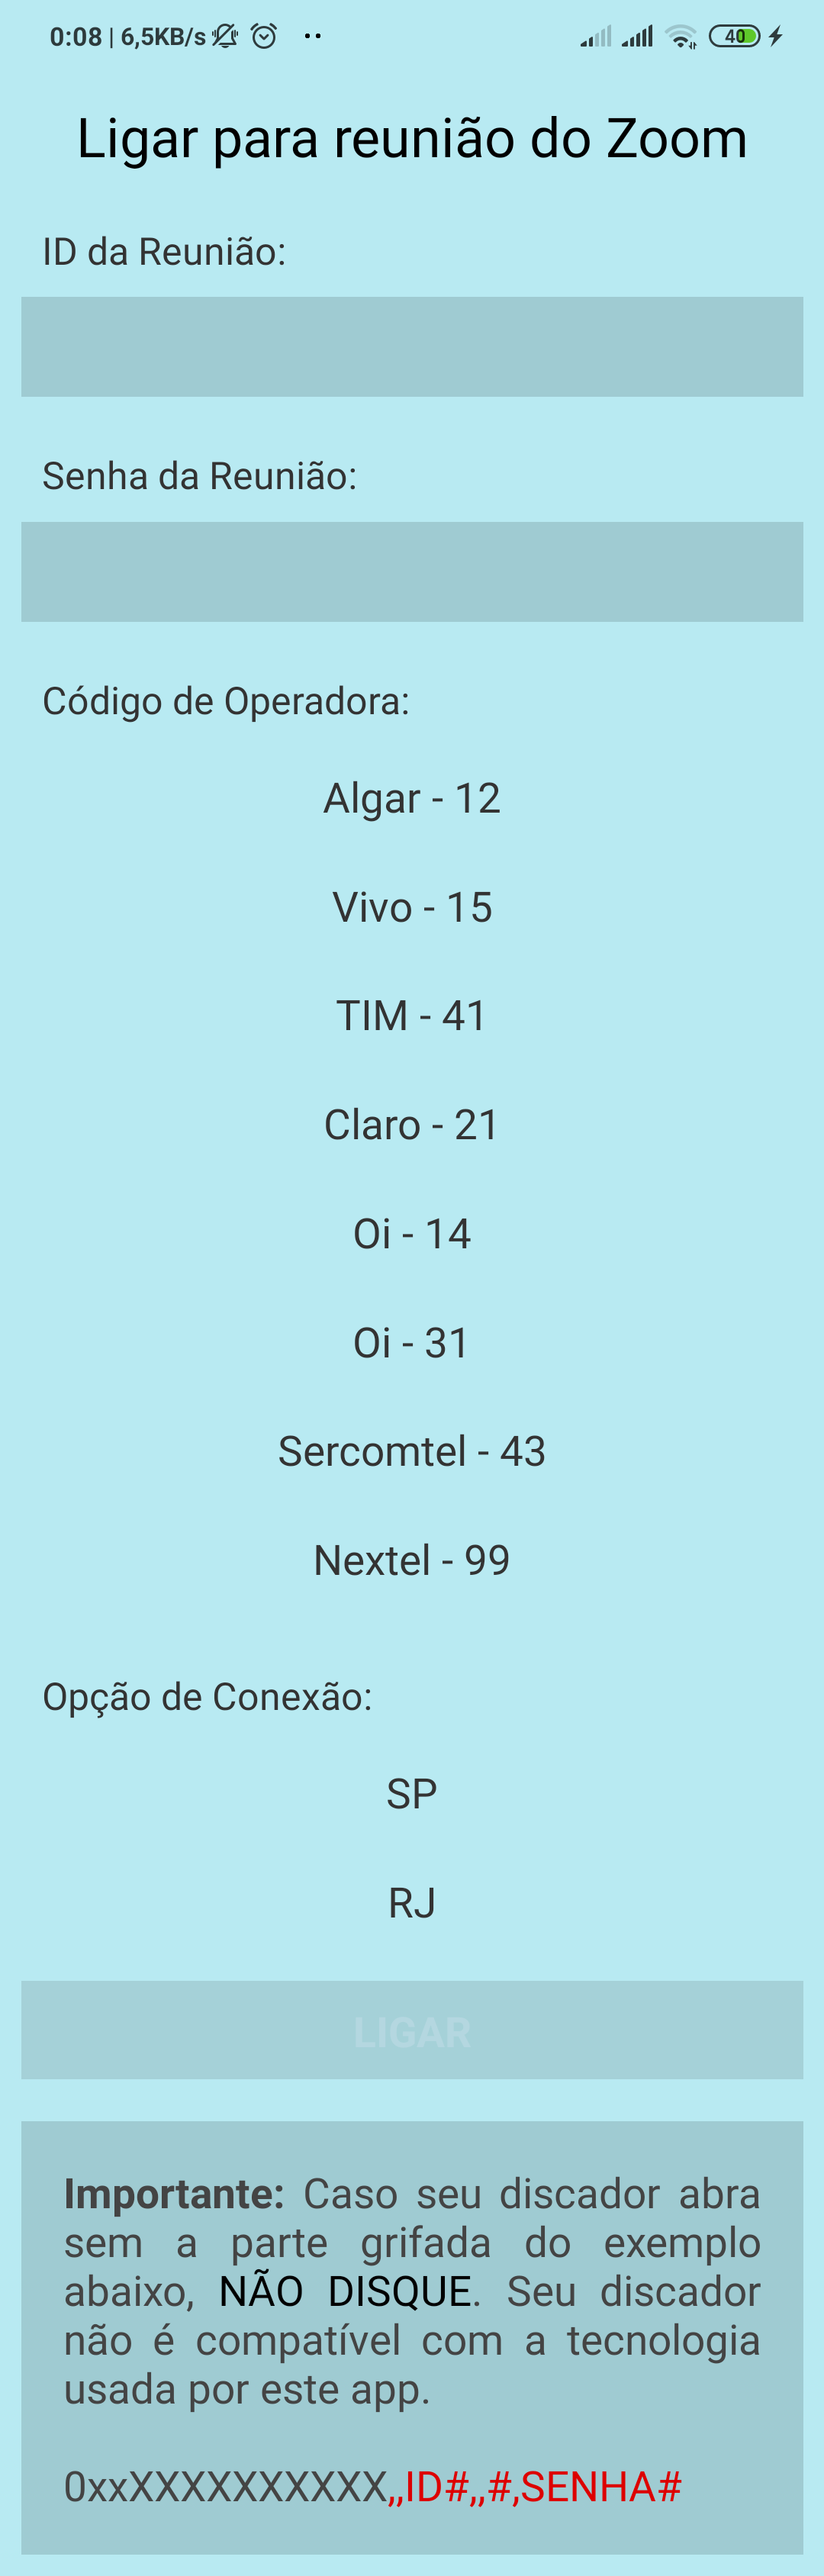 0:08 | 6,5KB/s
40
Ligar para reunião do Zoom
ID da Reunião:
Senha da Reunião:
Código de Operadora:
Algar - 12
Vivo - 15
TIM - 41
Claro - 21
Oi - 14
Oi - 31
Sercomtel - 43
Nextel - 99
Opção de Conexão:
SP
RJ
LIGAR
Importante: Caso seu discador abra
sem a parte grifada do exemplo
abaixo, NÃO DISQUE. Seu discador
não é compatível com a tecnologia
usada por este app.
0xxXXXXXXXXXX,,ID#,,#,SENHA#